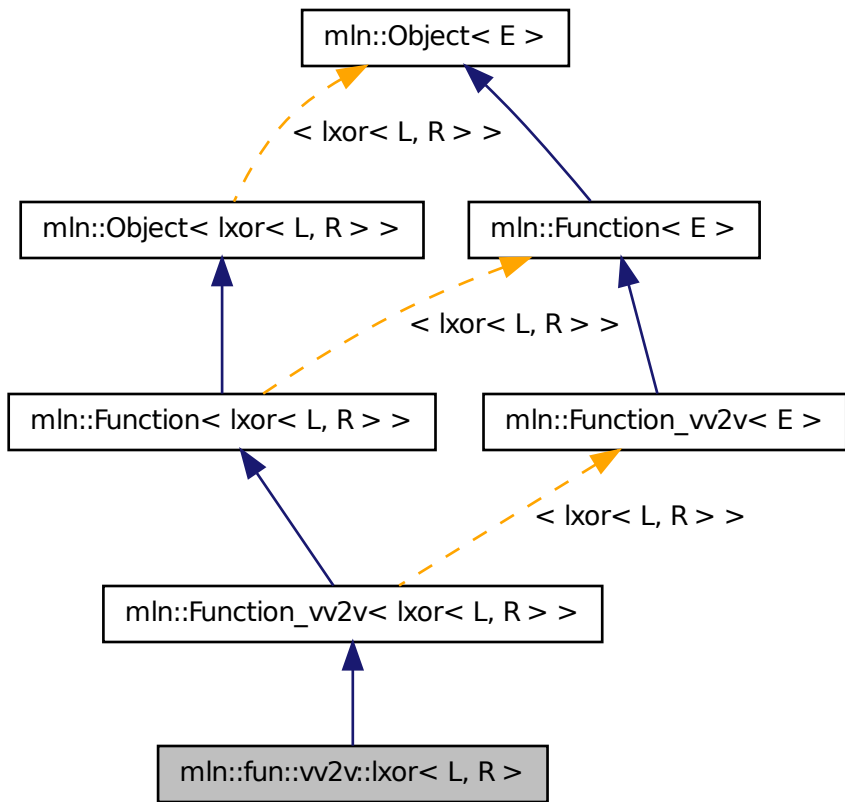 mln::Object< E >
< lxor< L, R > >
mln::Object< lxor< L, R > >
mln::Function< E >
< lxor< L, R > >
mln::Function< lxor< L, R > >
mln::Function_vv2v< E >
< lxor< L, R > >
mln::Function_vv2v< lxor< L, R > >
mln::fun::vv2v::lxor< L, R >